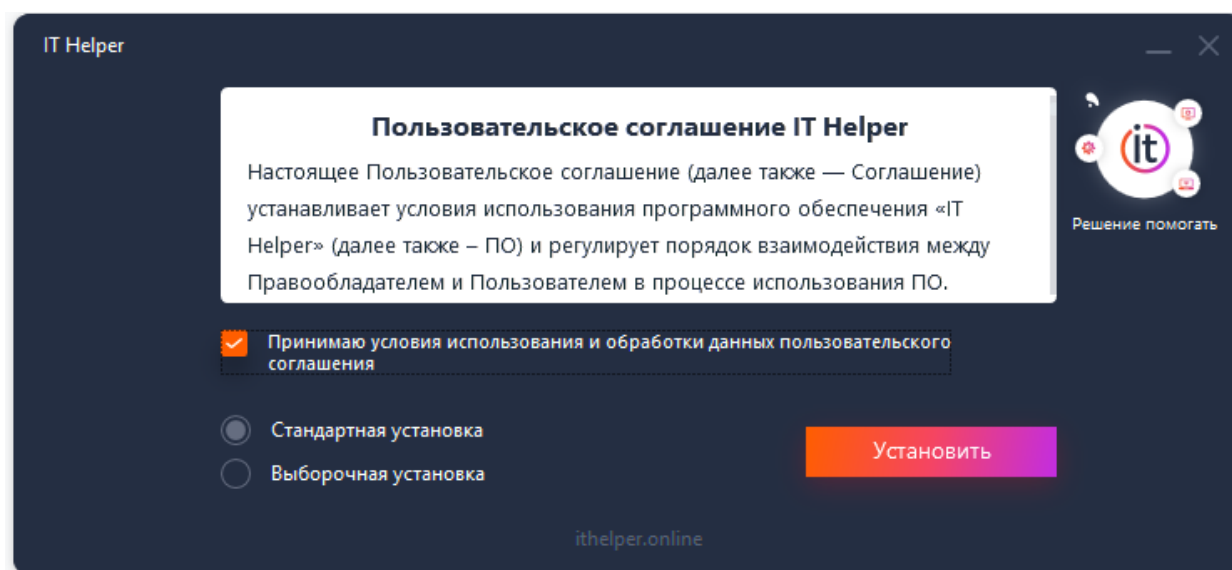 IT Helper
Пользовательское соглашение IT Helper
Настоящее Пользовательское соглашение (далее также — Соглашение)
устанавливает условия использования программного обеспечения «IT
Helper» (далее также – ПО) и регулирует порядок взаимодействия между
Правообладателем и Пользователем в процессе использования ПО.
it
Решение помогать
Принимаю условия использования и обработки данных пользовательского
соглашения
Стандартная установка
Выборочная установка
Установить
ithelper.online